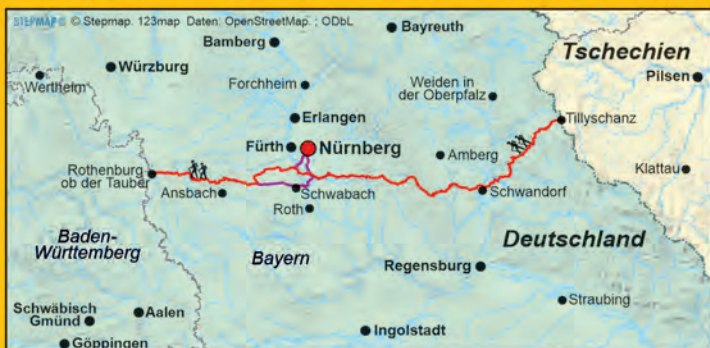 STEPMAP © Stepmap. 123map Daten: OpenStreetMap. ; ODbL
Bayreuth
Bamberg
Tschechien
Würzburg
Wertheim
Forchheim
Weiden in
der Oberpfalz
Pilsen
Erlangen
Tillyschanz
Fürth
Nürnberg
Amberg
Rothenburg
ob der Tauber
Klattau
Ansbach
Schwabach
Schwandorf
Roth
Baden-
Württemberg
Bayern
Deutschland
Regensburg
Straubing
Schwäbisch
Gmünd
Aalen
Ingolstadt
Göppingen